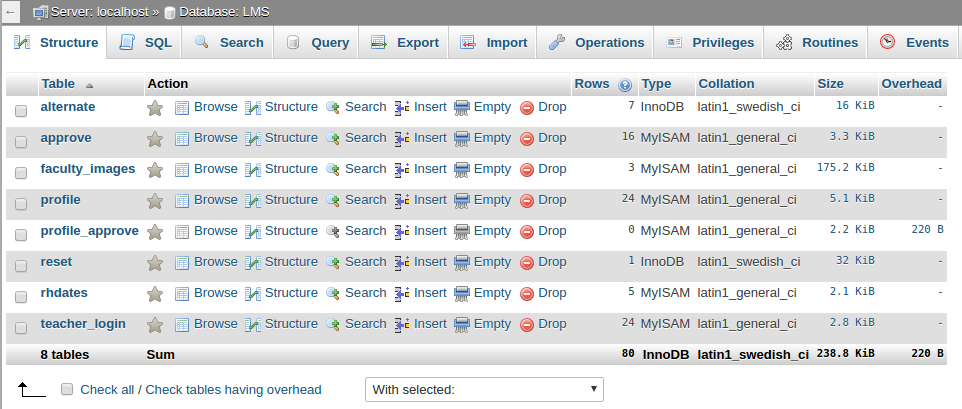 ← Server: localhost » Database: LMS
Structure SQL Search Query Export Import Operations Privileges Routines Events
Table Action Rows ? Type Collation Size Overhead
alternate Browse Structure Search Insert Empty Drop 7 InnoDB latin1_swedish_ci 16 KiB -
approve Browse Structure Search Insert Empty Drop 16 MyISAM latin1_general_ci 3.3 KiB -
faculty_images Browse Structure Search Insert Empty Drop 3 MyISAM latin1_general_ci 175.2 KiB -
profile Browse Structure Search Insert Empty Drop 24 MyISAM latin1_general_ci 5.1 KiB -
profile_approve Browse Structure Search Insert Empty Drop 0 MyISAM latin1_general_ci 2.2 KiB 220 B
reset Browse Structure Search Insert Empty Drop 1 InnoDB latin1_swedish_ci 32 KiB -
rhdates Browse Structure Search Insert Empty Drop 5 MyISAM latin1_general_ci 2.1 KiB -
teacher_login Browse Structure Search Insert Empty Drop 24 MyISAM latin1_general_ci 2.8 KiB -
8 tables Sum 80 InnoDB latin1_swedish_ci 238.8 KiB 220 B
Check all / Check tables having overhead With selected: